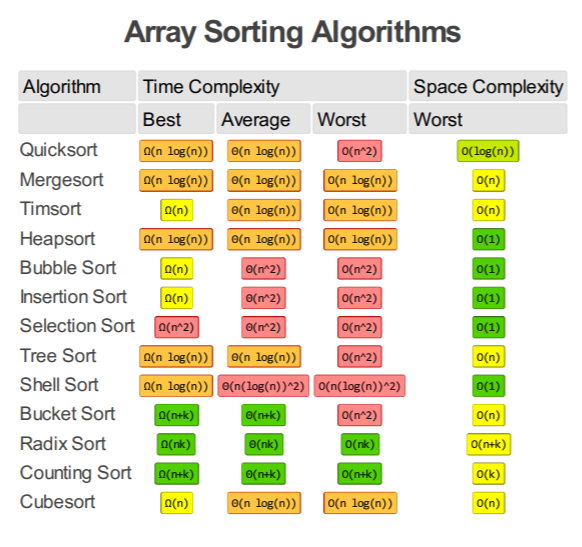 Array Sorting Algorithms
Algorithm Time Complexity Space Complexity
Best Average Worst Worst
Quicksort Ω(n log(n)) Θ(n log(n)) O(n^2) O(log(n))
Mergesort Ω(n log(n)) Θ(n log(n)) O(n log(n)) O(n)
Timsort Ω(n) Θ(n log(n)) O(n log(n)) O(n)
Heapsort Ω(n log(n)) Θ(n log(n)) O(n log(n)) O(1)
Bubble Sort Ω(n) Θ(n^2) O(n^2) O(1)
Insertion Sort Ω(n) Θ(n^2) O(n^2) O(1)
Selection Sort Ω(n^2) Θ(n^2) O(n^2) O(1)
Tree Sort Ω(n log(n)) Θ(n log(n)) O(n^2) O(n)
Shell Sort Ω(n log(n)) Θ(n(log(n))^2) O(n(log(n))^2) O(1)
Bucket Sort Ω(n+k) Θ(n+k) O(n^2) O(n)
Radix Sort Ω(nk) Θ(nk) O(nk) O(n+k)
Counting Sort Ω(n+k) Θ(n+k) O(n+k) O(k)
Cubesort Ω(n) Θ(n log(n)) O(n log(n)) O(n)